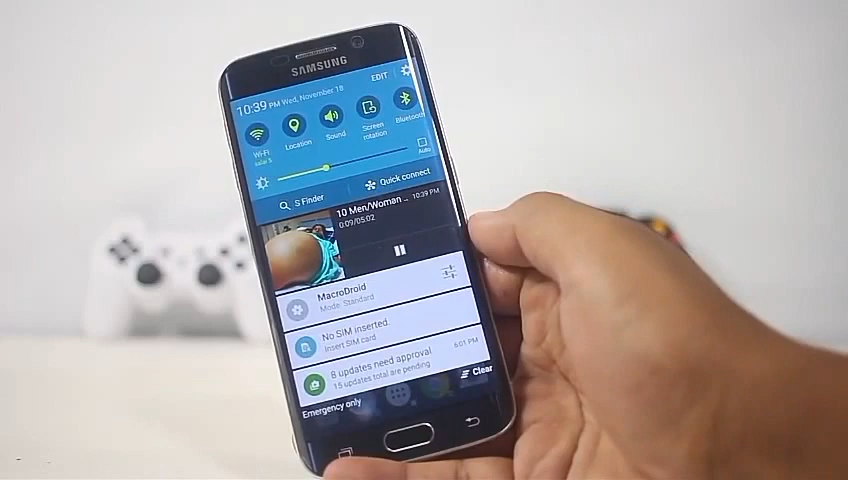 SAMSUNG
EDIT
10:39 PM Wed, November 18
Wi-Fi
Location
Sound
Screen rotation
Bluetooth
Auto
S Finder
Quick connect
10 Men/Woman ..
10:39 PM
0:09/05:02
MacroDroid
Mode: Standard
No SIM inserted.
Insert SIM card
8 updates need approval
6:01 PM
15 updates total are pending
Clear
Emergency only